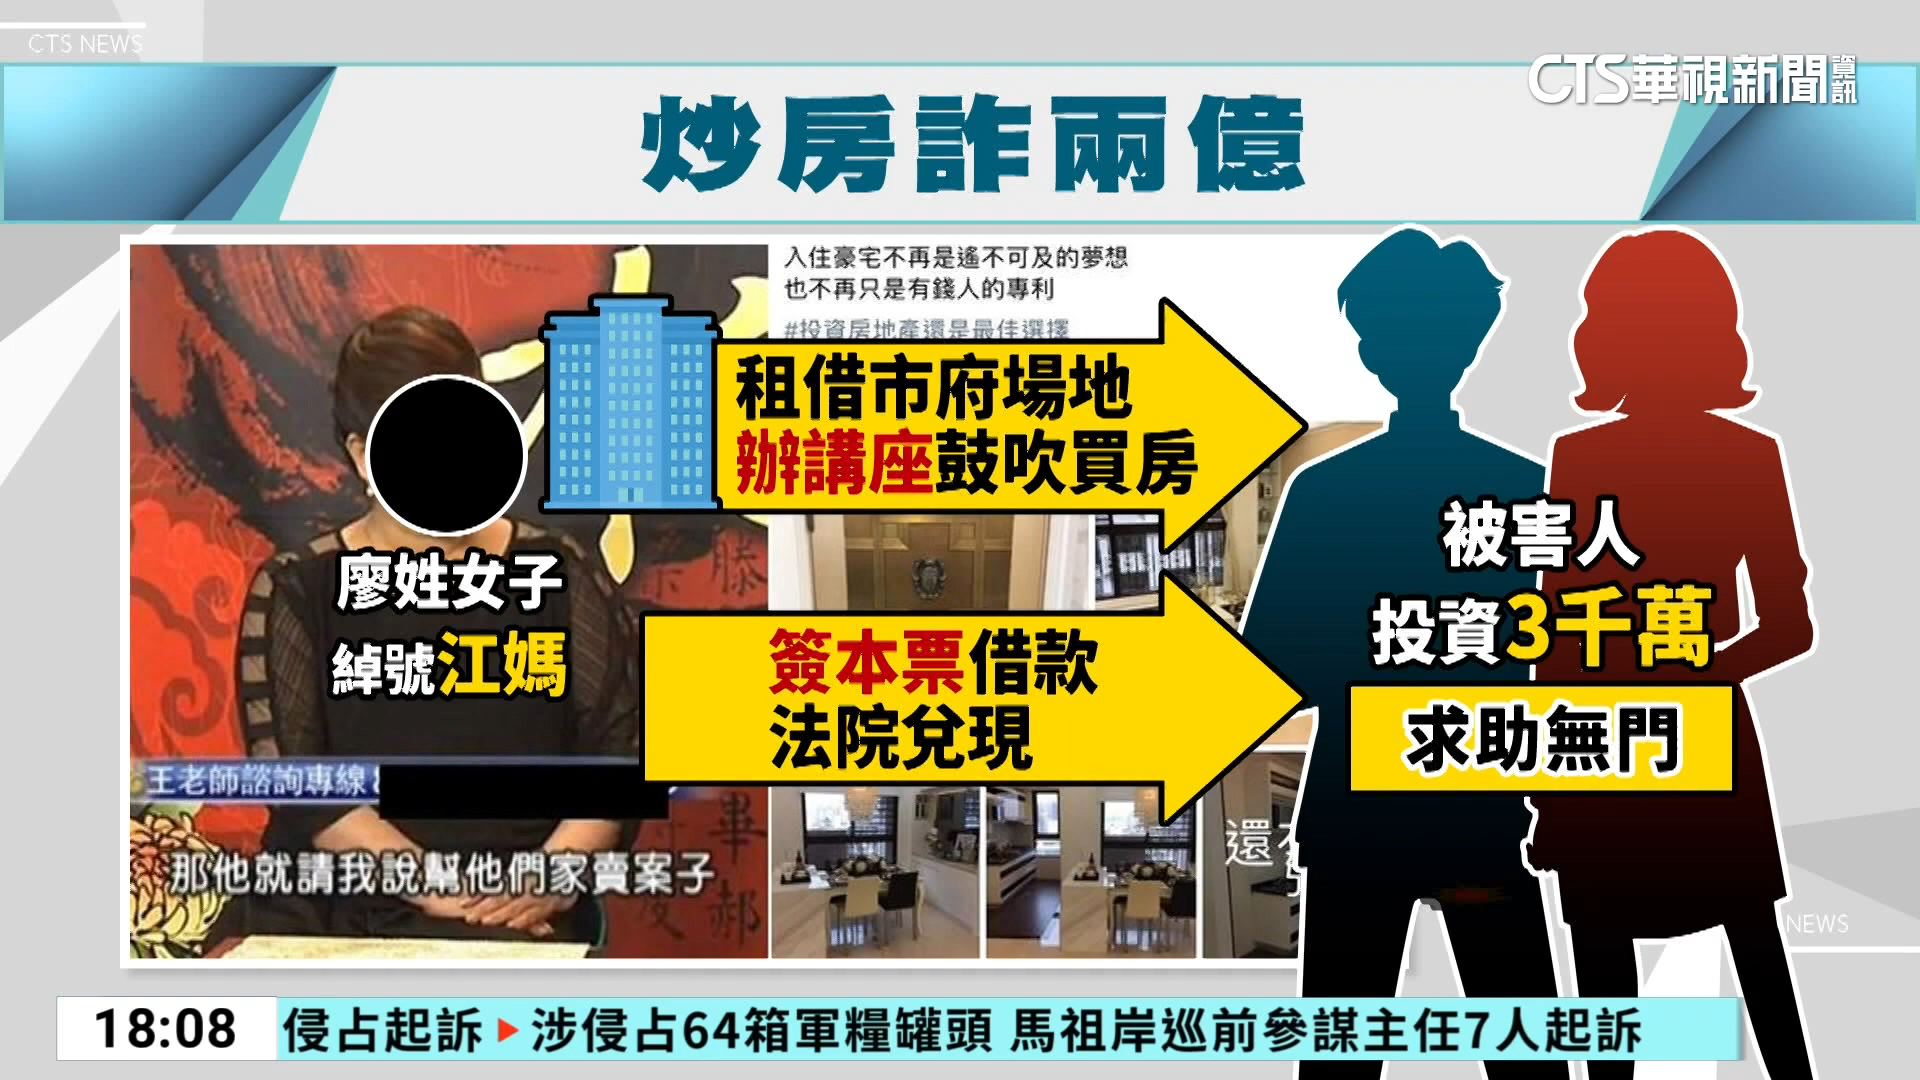 CTS NEWS
CTS華視新聞資訊
炒房詐兩億
入住豪宅不再是遙不可及的夢想
也不再只是有錢人的專利
#投資房地產還是最佳選擇
租借市府場地
辦講座鼓吹買房
廖姓女子
綽號江媽
簽本票借款
法院兌現
被害人
投資3千萬
求助無門
王老師諮詢專線
那他就請我說幫他們家賣案子
還
NEWS
18:08
侵占起訴▶涉侵占64箱軍糧罐頭 馬祖岸巡前參謀主任7人起訴